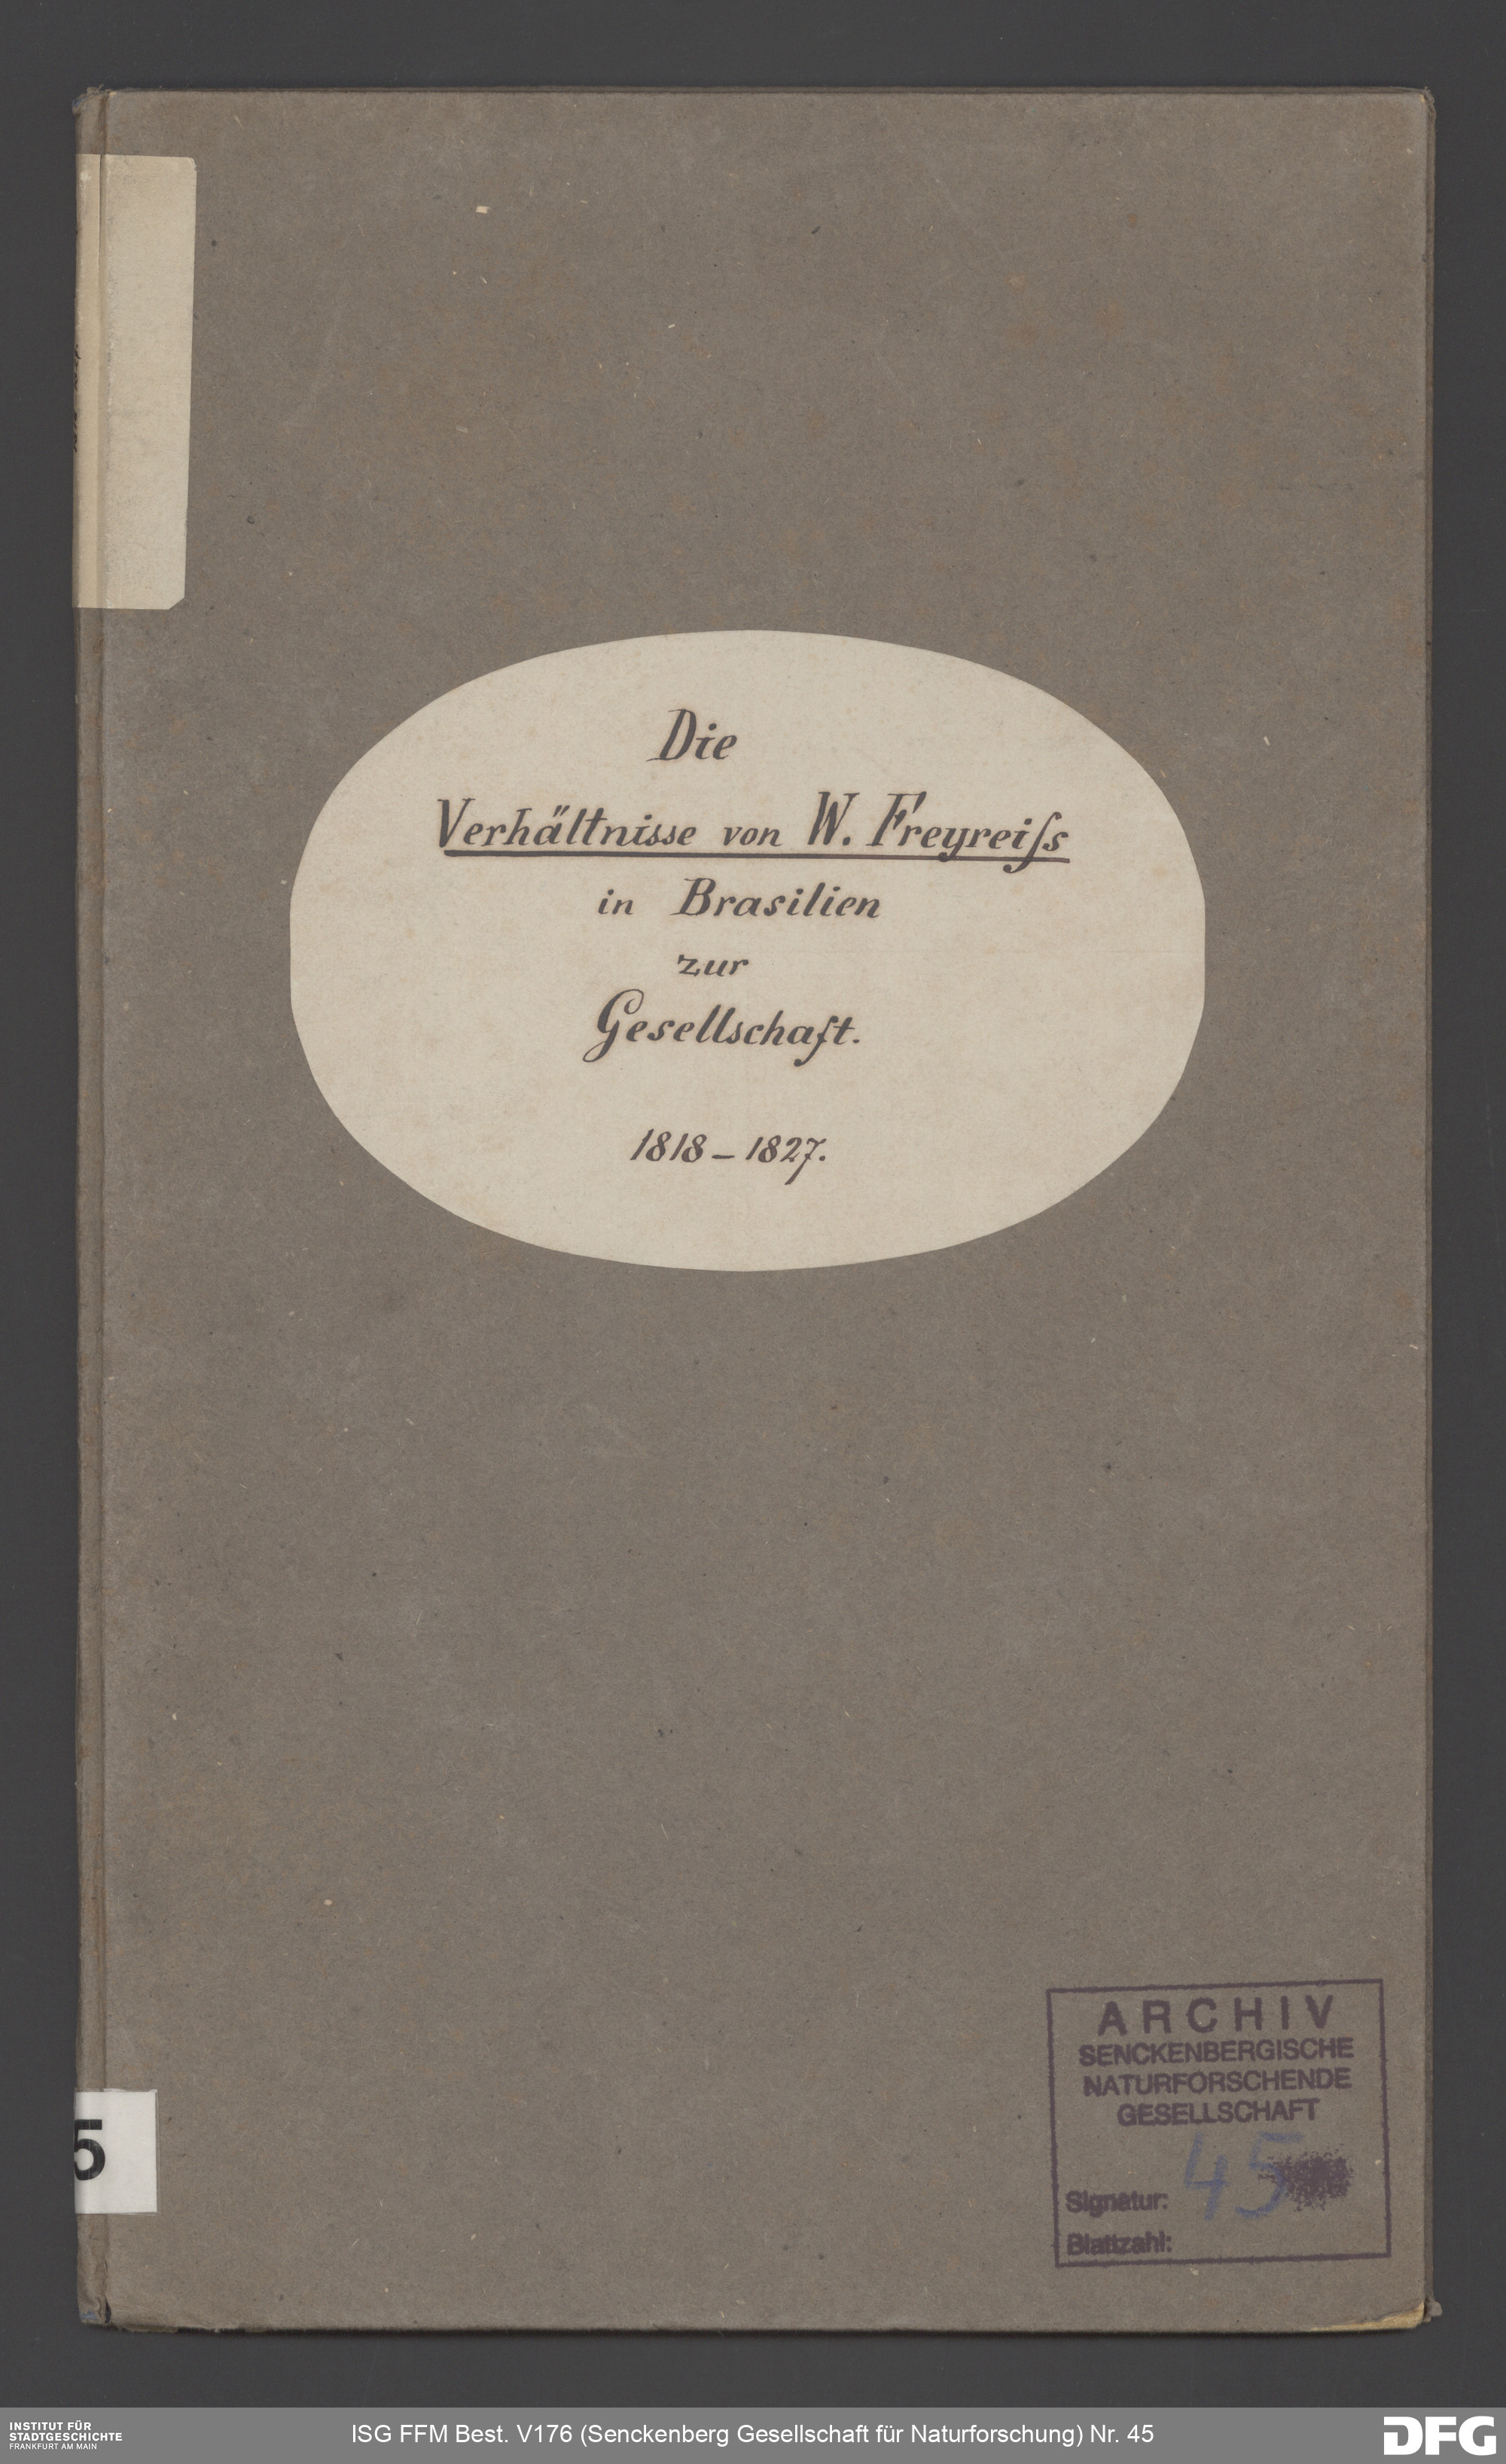 Die
Verhältnisse von W. Freyreiſs
in Brasilien
zur
Gesellschaft.
1818 – 1827.
5
ARCHIV
SENCKENBERGISCHE
NATURFORSCHENDE
GESELLSCHAFT
Signatur: 45
Blattzahl:
INSTITUT FÜR
STADTGESCHICHTE
FRANKFURT AM MAIN
ISG FFM Best. V176 (Senckenberg Gesellschaft für Naturforschung) Nr. 45
DFG